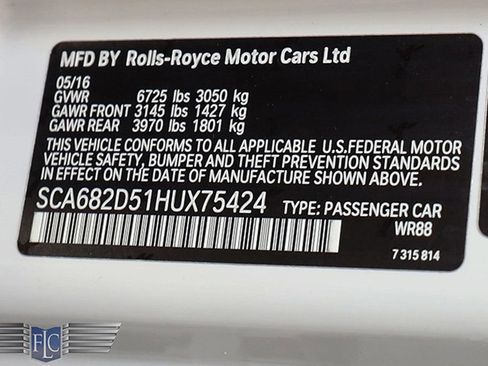 MFD BY Rolls-Royce Motor Cars Ltd
05/16
GVWR 6725 lbs 3050 kg
GAWR FRONT 3145 lbs 1427 kg
GAWR REAR 3970 lbs 1801 kg
THIS VEHICLE CONFORMS TO ALL APPLICABLE U.S.FEDERAL MOTOR
VEHICLE SAFETY, BUMPER AND THEFT PREVENTION STANDARDS IN
EFFECT ON THE DATE OF MANUFACTURE SHOWN ABOVE.
SCA682D51HUX75424 TYPE: PASSENGER CAR
WR88
7 315 814
FLC